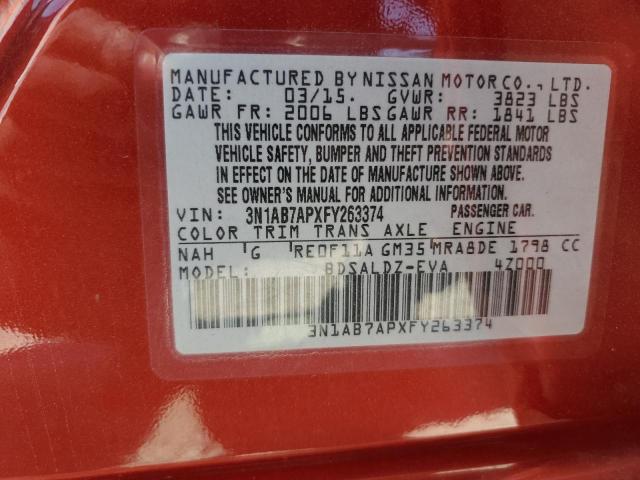 MANUFACTURED BY NISSAN MOTOR CO., LTD.
DATE: 03/15. GVWR: 3823 LBS
GAWR FR: 2006 LBS GAWR RR: 1841 LBS
THIS VEHICLE CONFORMS TO ALL APPLICABLE FEDERAL MOTOR
VEHICLE SAFETY, BUMPER AND THEFT PREVENTION STANDARDS
IN EFFECT ON THE DATE OF MANUFACTURE SHOWN ABOVE.
SEE OWNER'S MANUAL FOR ADDITIONAL INFORMATION.
VIN: 3N1AB7APXFY263374 PASSENGER CAR.
COLOR TRIM TRANS AXLE ENGINE
NAH G RE0F11A GM35 MRA8DE 1798 CC
MODEL: BDSALDZ-EVA 4Z000
3N1AB7APXFY263374